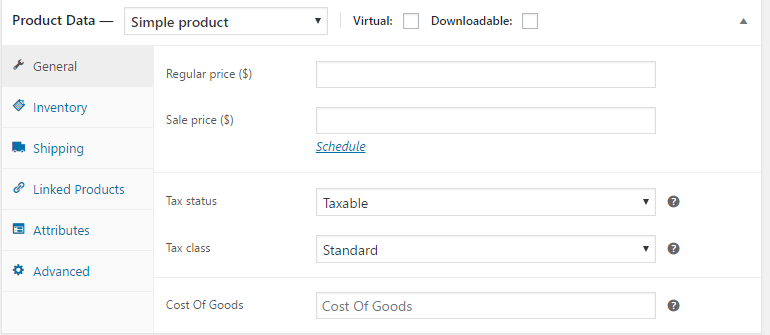 Product Data — Simple product Virtual: Downloadable:
General
Inventory
Shipping
Linked Products
Attributes
Advanced
Regular price ($)
Sale price ($)
Schedule
Tax status Taxable
Tax class Standard
Cost Of Goods Cost Of Goods